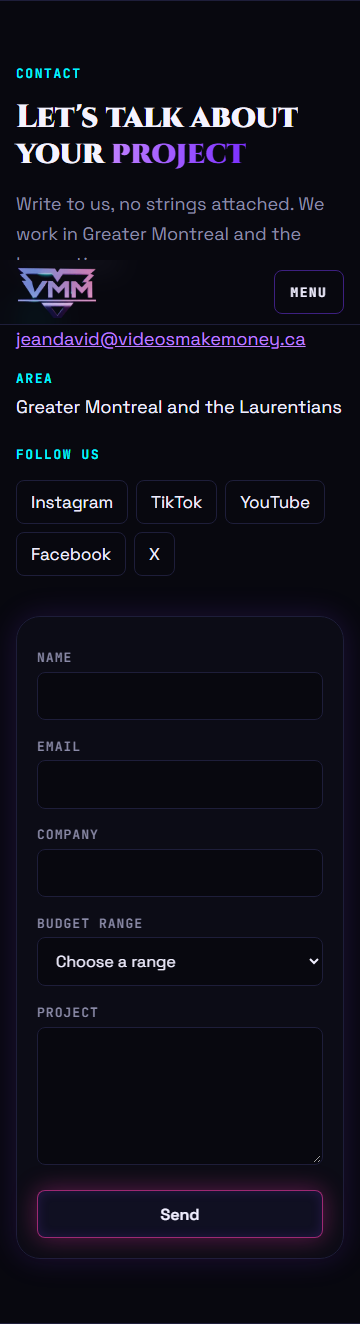 CONTACT
Let's talk about
your project
Write to us, no strings attached. We
work in Greater Montreal and the
VMM
MENU
jeandavid@videosmakemoney.ca
AREA
Greater Montreal and the Laurentians
FOLLOW US
Instagram TikTok YouTube
Facebook X
NAME
EMAIL
COMPANY
BUDGET RANGE
Choose a range
PROJECT
Send